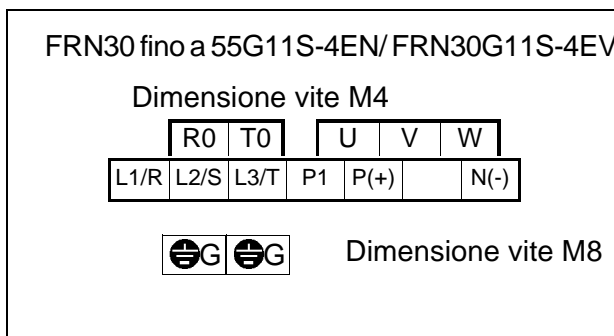 FRN30 fino a 55G11S-4EN/ FRN30G11S-4EV
Dimensione vite M4
R0 T0 U V W
L1/R L2/S L3/T P1 P(+) N(-)
G G Dimensione vite M8